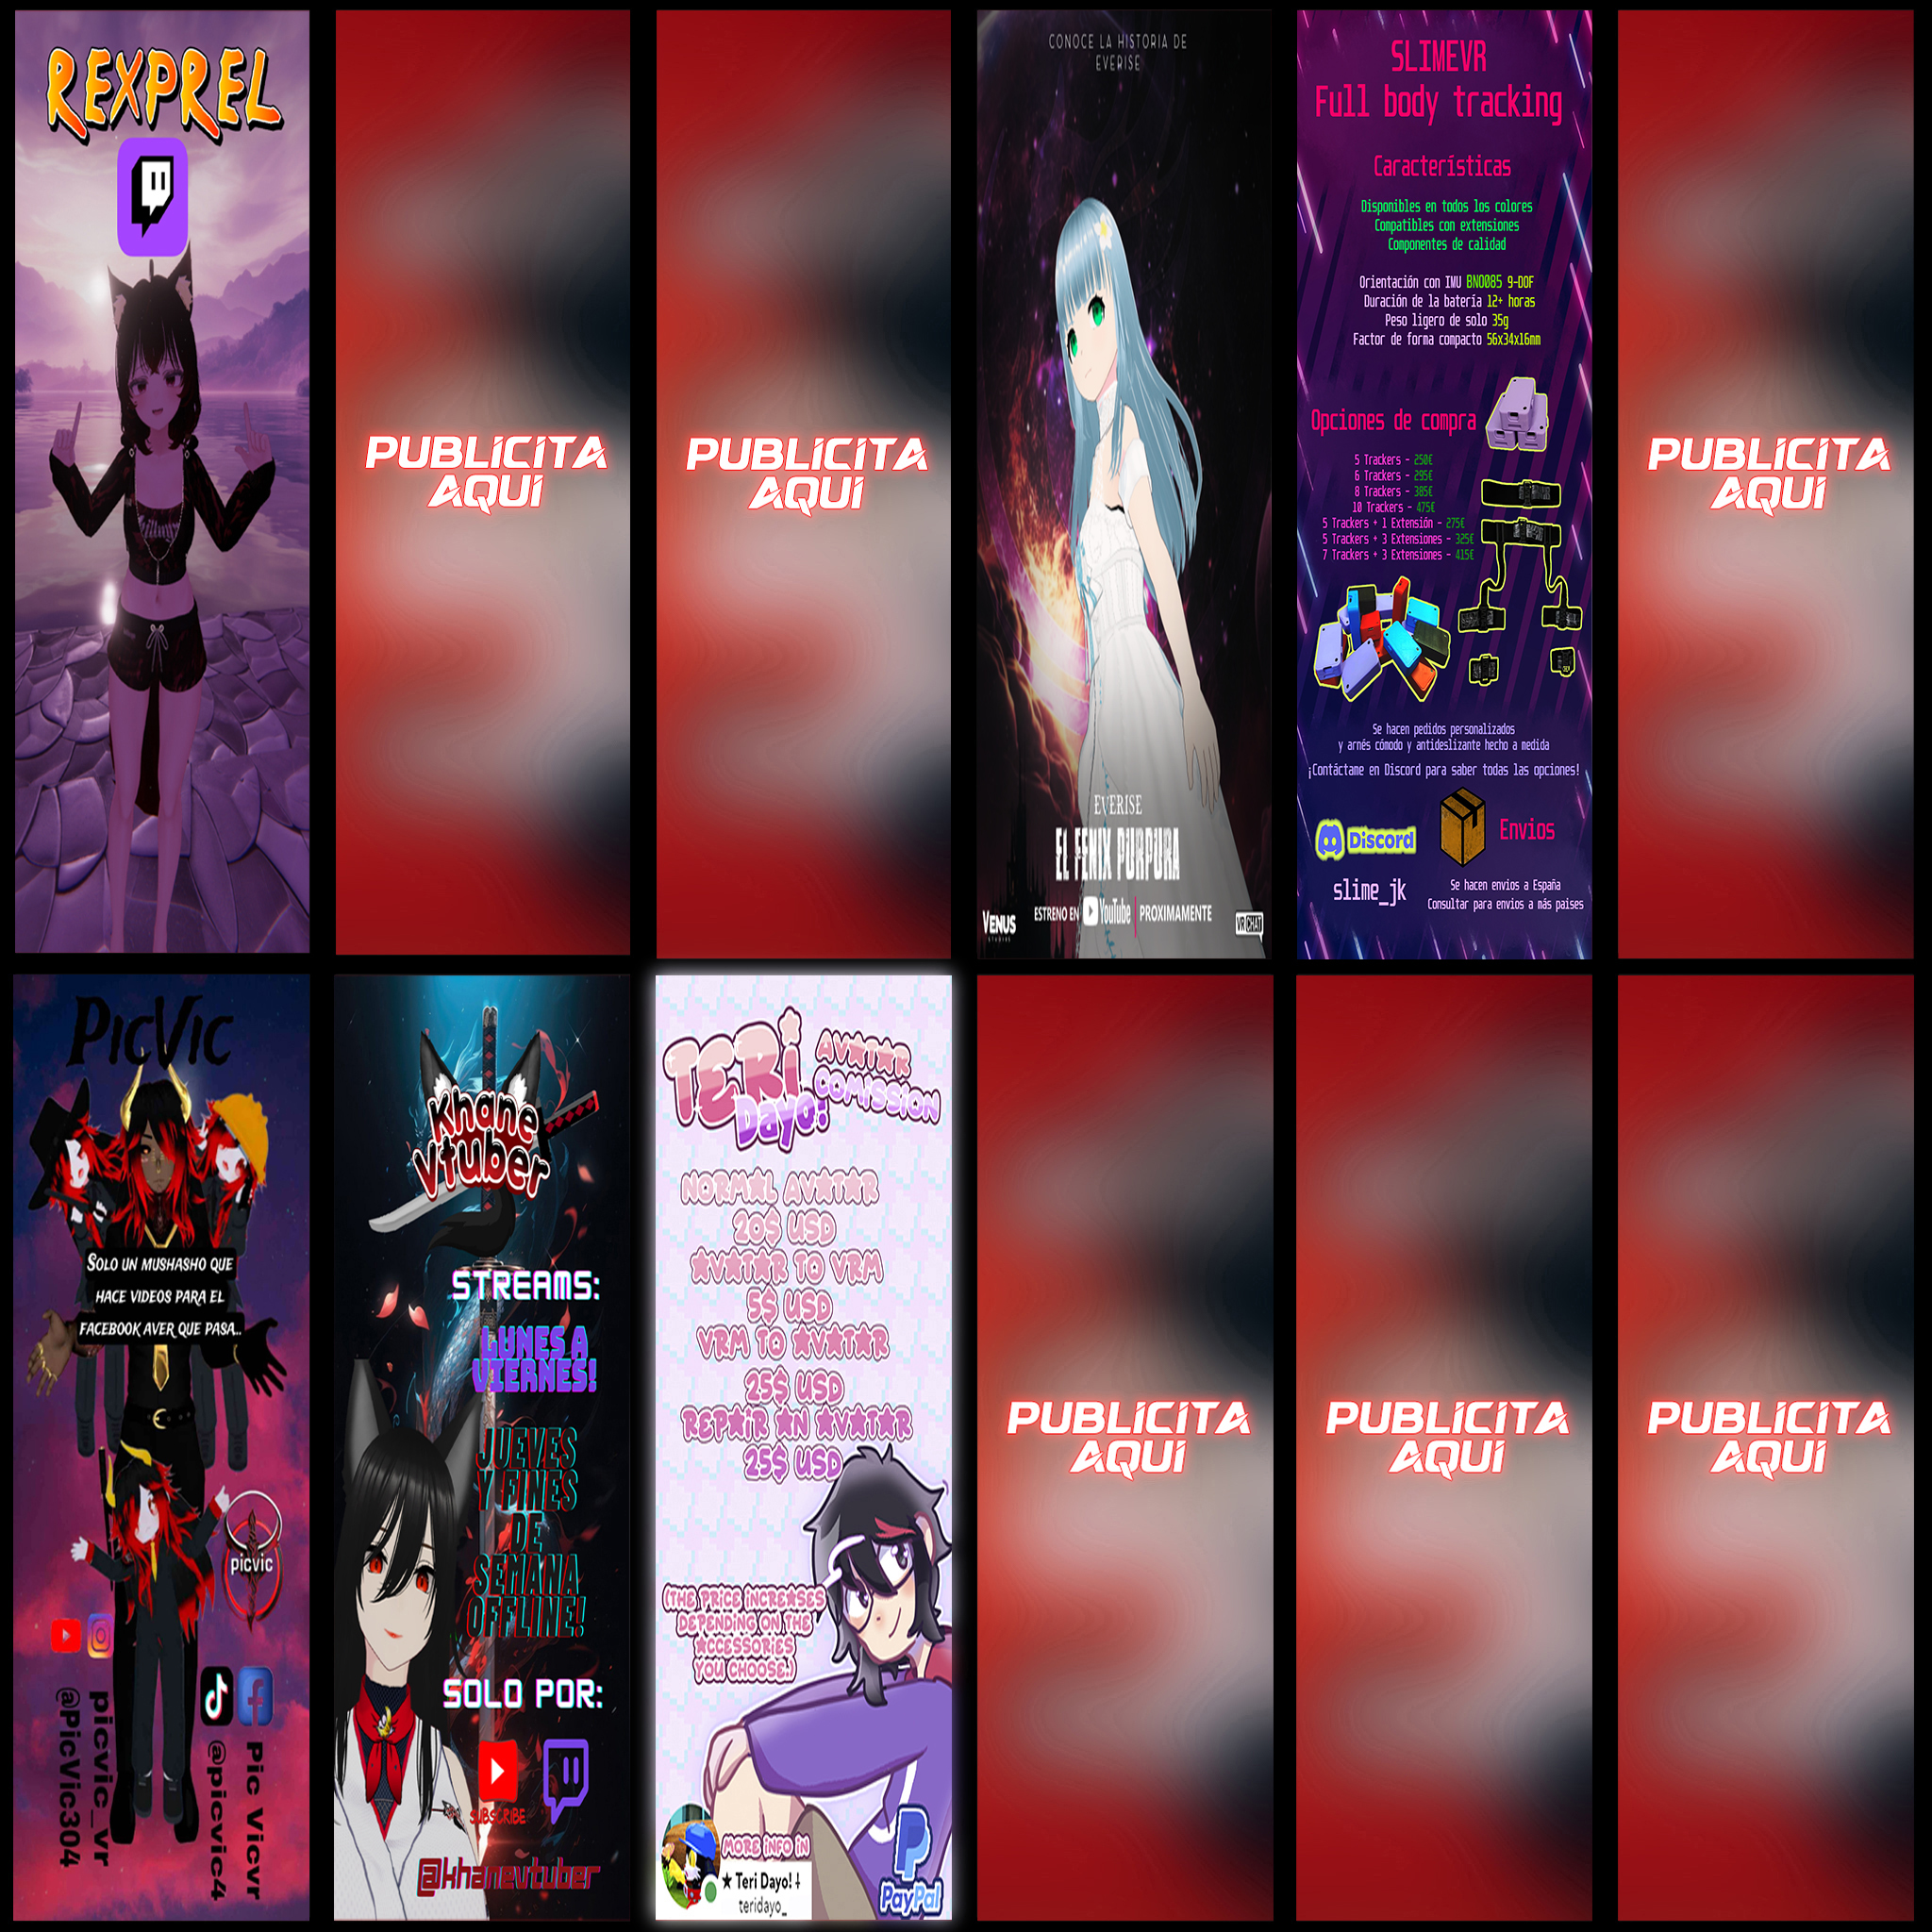 REXPREL
PUBLICITA
AQUI
PUBLICITA
AQUI
CONOCE LA HISTORIA DE
EVERISE
EVERISE
EL FENIX PURPURA
VENUS
STUDIOS
ESTRENO EN YouTube PROXIMAMENTE
VRCHAT
SLIMEVR
Full body tracking
Características
Disponibles en todos los colores
Compatibles con extensiones
Componentes de calidad
Orientación con IMU BNO085 9-DOF
Duración de la batería 12+ horas
Peso ligero de solo 35g
Factor de forma compacto 56x34x16mm
Opciones de compra
5 Trackers - 250€
6 Trackers - 295€
8 Trackers - 385€
10 Trackers - 475€
5 Trackers + 1 Extensión - 275€
5 Trackers + 3 Extensiones - 325€
7 Trackers + 3 Extensiones - 415€
Se hacen pedidos personalizados
y arnés cómodo y antideslizante hecho a medida
¡Contáctame en Discord para saber todas las opciones!
Discord
slime_jk
Envios
Se hacen envios a España
Consultar para envios a más paises
PUBLICITA
AQUI
PICVIC
SOLO UN MUSHASHO QUE
HACE VIDEOS PARA EL
FACEBOOK AVER QUE PASA...
picvic
@PicVic304
picvic_vr
@picvic4
Pic Vicvr
Khane
Vtuber
STREAMS:
LUNES A
VIERNES!
JUEVES
Y FINES
DE
SEMANA
OFFLINE!
SOLO POR:
SUBSCRIBE
@khanevtuber
TERI
Dayo!
AVATAR
COMISSION
NORMAL AVATAR
20$ USD
AVATAR TO VRM
5$ USD
VRM TO AVATAR
25$ USD
REPAIR AN AVATAR
25$ USD
(THE PRICE INCREASES
DEPENDING ON THE
ACCESSORIES
YOU CHOOSE.)
MORE INFO IN
★ Teri Dayo! ⸸
teridayo_
PayPal
PUBLICITA
AQUI
PUBLICITA
AQUI
PUBLICITA
AQUI